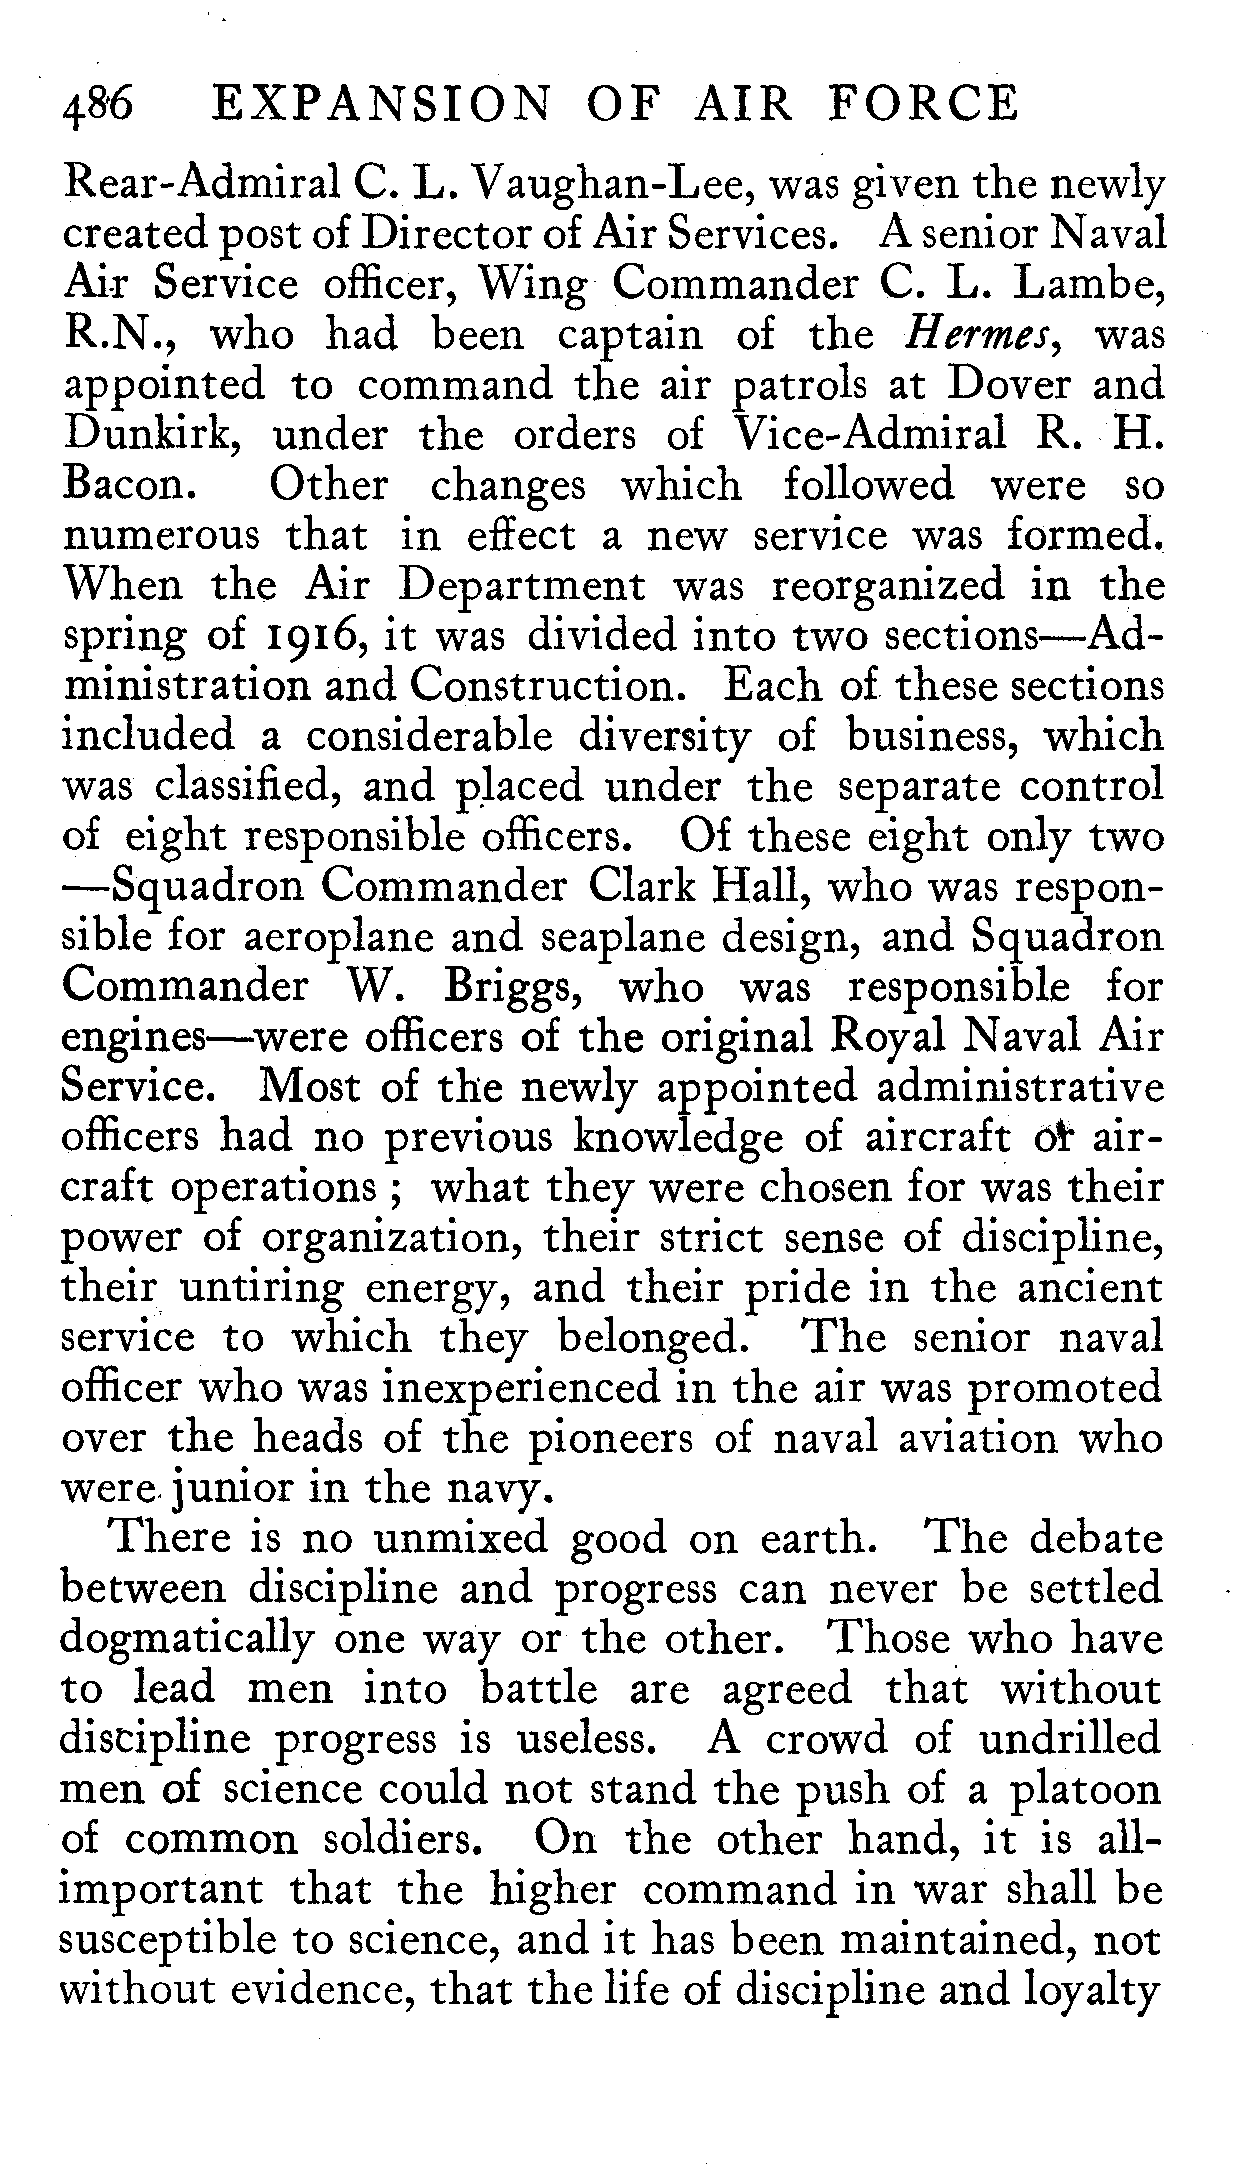 486 EXPANSION OF AIR FORCE
Rear-Admiral C. L. Vaughan-Lee, was given the newly
created post of Director of Air Services. A senior Naval
Air Service officer, Wing Commander C. L. Lambe,
R.N., who had been captain of the Hermes, was
appointed to command the air patrols at Dover and
Dunkirk, under the orders of Vice-Admiral R. H.
Bacon. Other changes which followed were so
numerous that in effect a new service was formed.
When the Air Department was reorganized in the
spring of 1916, it was divided into two sections—Ad-
ministration and Construction. Each of these sections
included a considerable diversity of business, which
was classified, and placed under the separate control
of eight responsible officers. Of these eight only two
—Squadron Commander Clark Hall, who was respon-
sible for aeroplane and seaplane design, and Squadron
Commander W. Briggs, who was responsible for
engines—were officers of the original Royal Naval Air
Service. Most of the newly appointed administrative
officers had no previous knowledge of aircraft or air-
craft operations ; what they were chosen for was their
power of organization, their strict sense of discipline,
their untiring energy, and their pride in the ancient
service to which they belonged. The senior naval
officer who was inexperienced in the air was promoted
over the heads of the pioneers of naval aviation who
were junior in the navy.
There is no unmixed good on earth. The debate
between discipline and progress can never be settled
dogmatically one way or the other. Those who have
to lead men into battle are agreed that without
discipline progress is useless. A crowd of undrilled
men of science could not stand the push of a platoon
of common soldiers. On the other hand, it is all-
important that the higher command in war shall be
susceptible to science, and it has been maintained, not
without evidence, that the life of discipline and loyalty